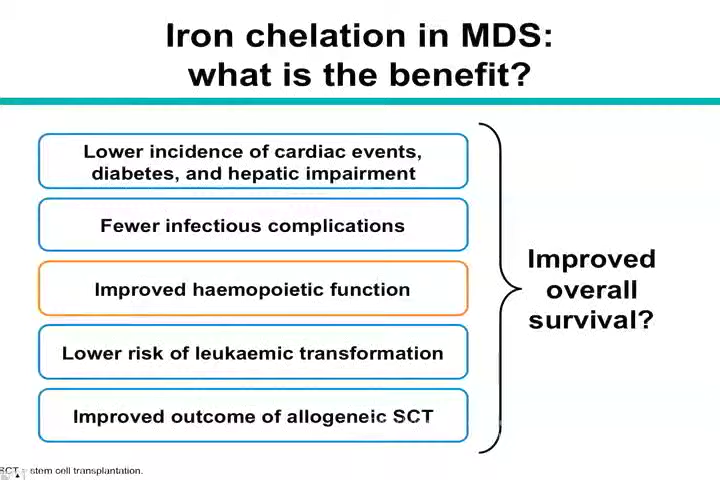 Iron chelation in MDS:
what is the benefit?
Lower incidence of cardiac events,
diabetes, and hepatic impairment
Fewer infectious complications
Improved haemopoietic function
Lower risk of leukaemic transformation
Improved outcome of allogeneic SCT
Improved
overall
survival?
SCT = stem cell transplantation.